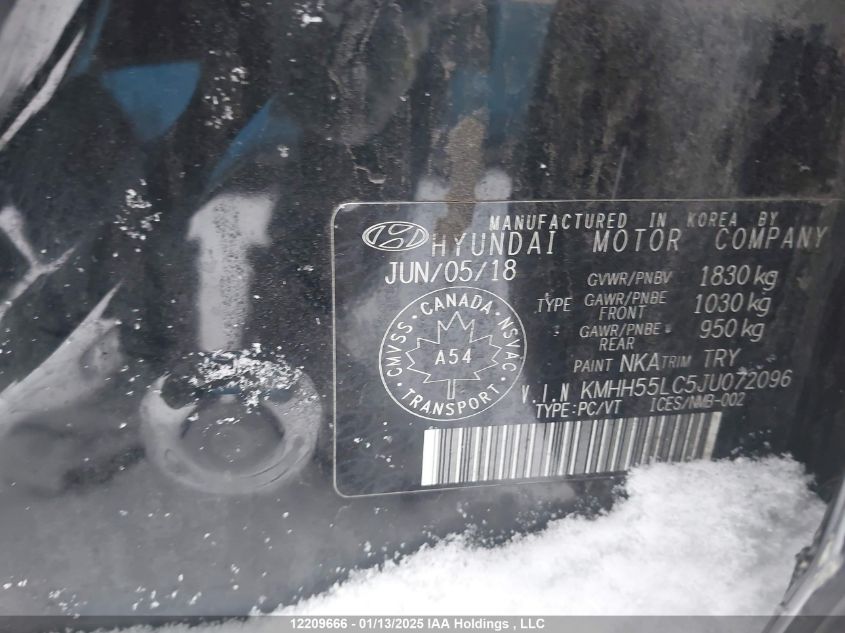 MANUFACTURED IN KOREA BY
HYUNDAI MOTOR COMPANY
JUN/05/18
GVWR/PNBV 1830 kg
TYPE GAWR/PNBE FRONT 1030 kg
GAWR/PNBE REAR 950 kg
PAINT NKA TRIM TRY
V.I.N KMHH55LC5JU072096
TYPE:PC/VT ICES/NMB-002
CMVSS · CANADA · NSVAC
A54
TRANSPORT
12209666 - 01/13/2025 IAA Holdings , LLC